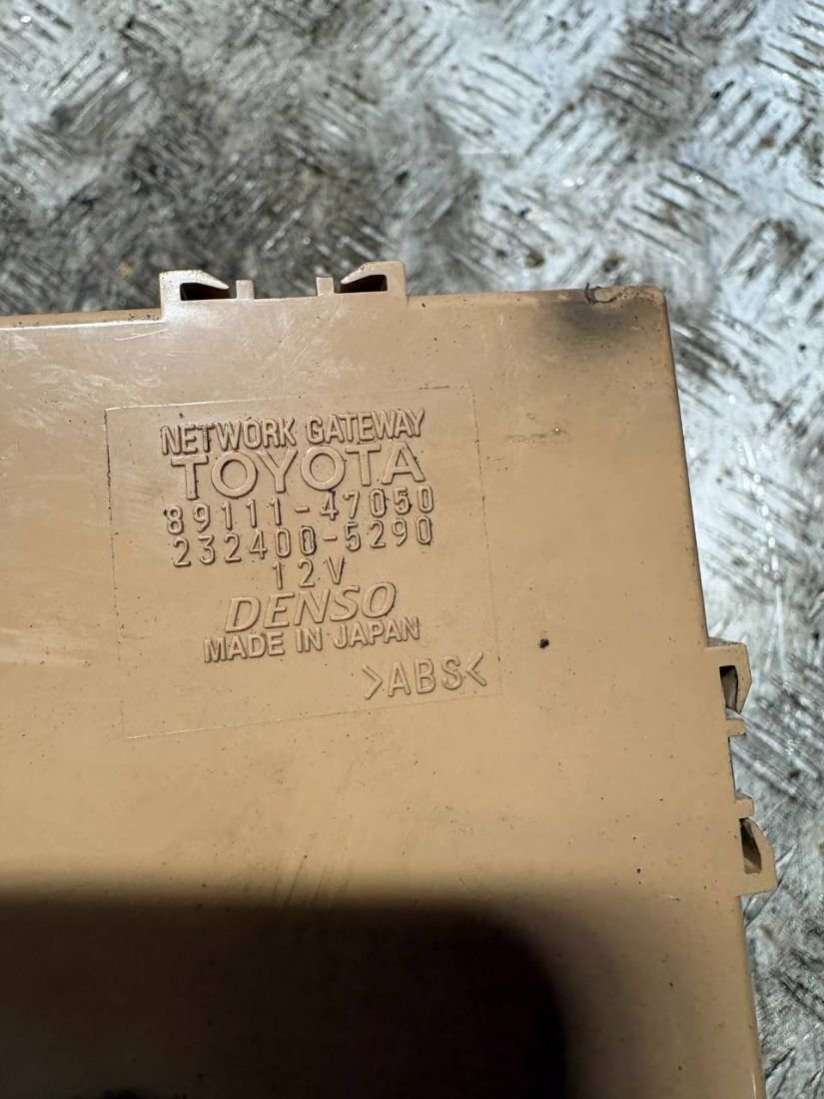 NETWORK GATEWAY
TOYOTA
89111-47050
232400-5290
12V
DENSO
MADE IN JAPAN
>ABS<